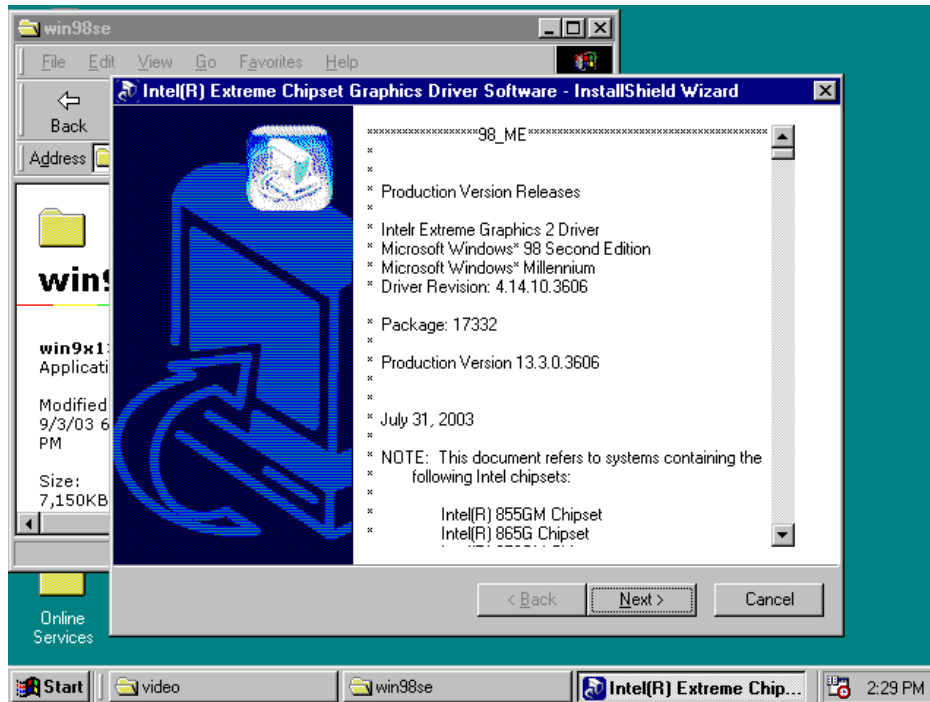 win98se
File Edit View Go Favorites Help
Back
Address
win9
win9x1
Applicati
Modified
9/3/03 6
PM
Size:
7,150KB
Online
Services
Intel(R) Extreme Chipset Graphics Driver Software - InstallShield Wizard
******************98_ME****************************************
*
*
* Production Version Releases
*
* Intelr Extreme Graphics 2 Driver
* Microsoft Windows* 98 Second Edition
* Microsoft Windows* Millennium
* Driver Revision: 4.14.10.3606
* Package: 17332
*
* Production Version 13.3.0.3606
*
*
* July 31, 2003
*
* NOTE: This document refers to systems containing the
* following Intel chipsets:
*
* Intel(R) 855GM Chipset
* Intel(R) 865G Chipset
< Back Next > Cancel
Start video win98se Intel(R) Extreme Chip... 2:29 PM